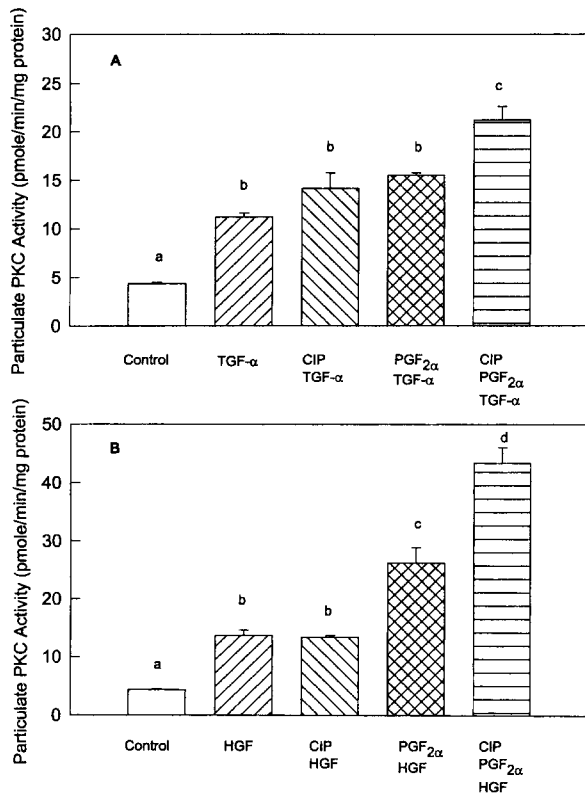 Particulate PKC Activity (pmole/min/mg protein)
30
25
20
15
10
5
0
A
a
b
b
b
c
Control
TGF-α
CIP
TGF-α
PGF2α
TGF-α
CIP
PGF2α
TGF-α
Particulate PKC Activity (pmole/min/mg protein)
50
40
30
20
10
0
B
a
b
b
c
d
Control
HGF
CIP
HGF
PGF2α
HGF
CIP
PGF2α
HGF